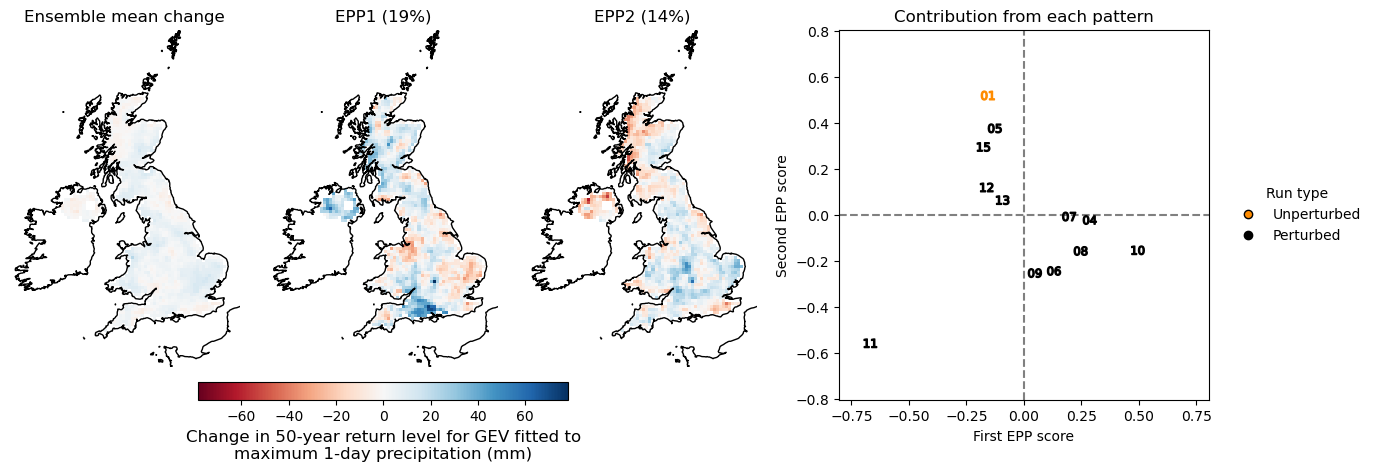 Ensemble mean change
EPP1 (19%)
EPP2 (14%)
−60 −40 −20 0 20 40 60
Change in 50-year return level for GEV fitted to
maximum 1-day precipitation (mm)
Contribution from each pattern
Second EPP score
0.8
0.6
0.4
0.2
0.0
−0.2
−0.4
−0.6
−0.8
01
05
15
12
13
07
04
08
10
09
06
11
−0.75 −0.50 −0.25 0.00 0.25 0.50 0.75
First EPP score
Run type
Unperturbed
Perturbed